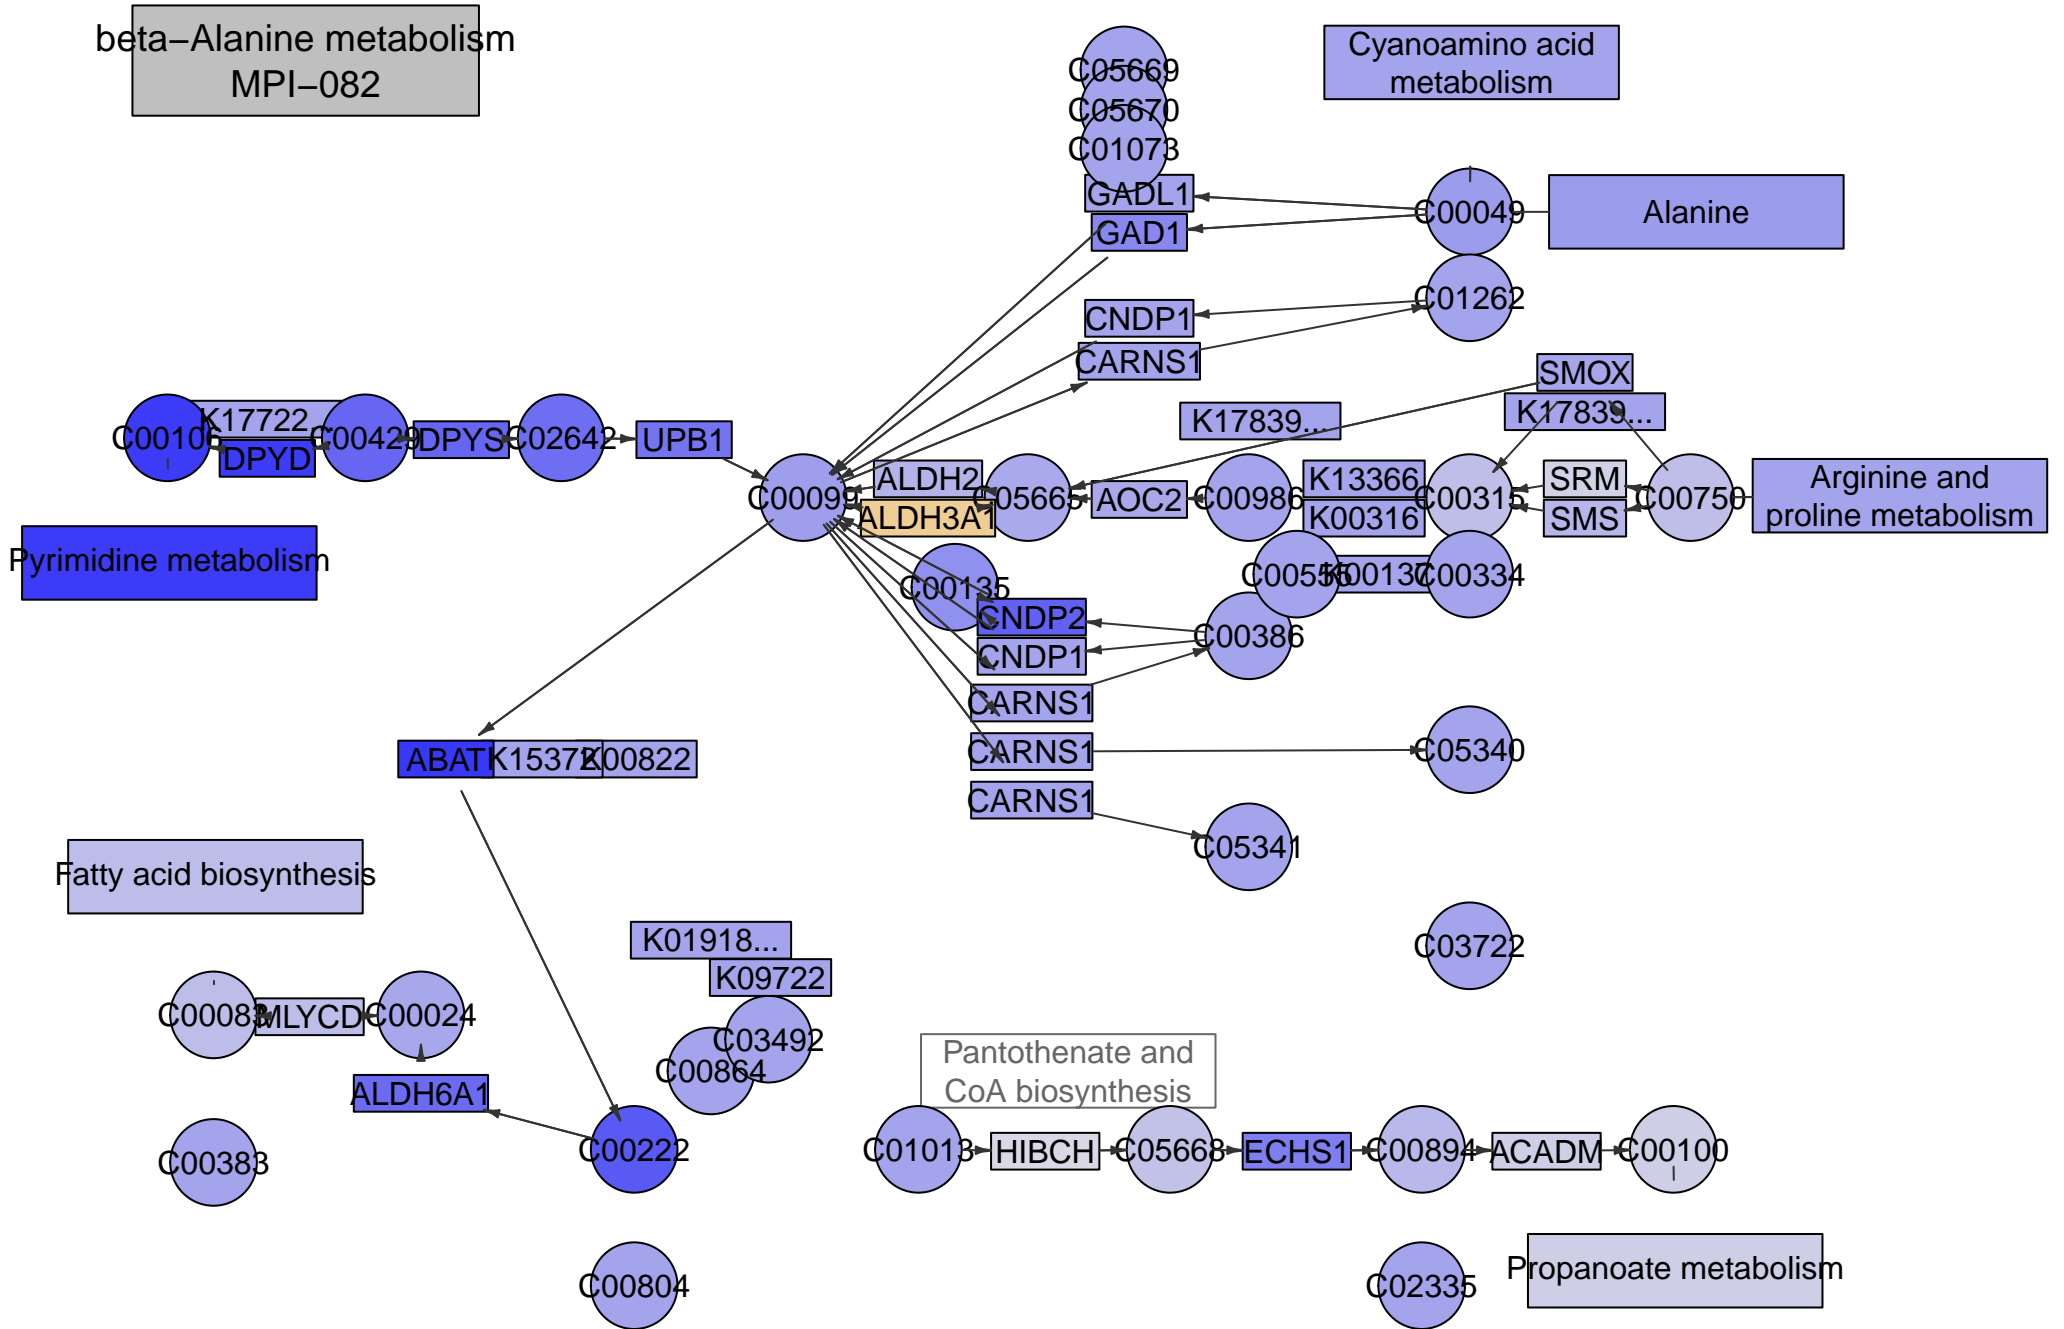 beta−Alanine metabolism
MPI−082
C05669
C05670
C01073
Cyanoamino acid
metabolism
GADL1
GAD1
C00049
Alanine
C01262
CNDP1
CARNS1
SMOX
K17839...
K17839...
C00106
K17722
DPYD
C00429
DPYS
C02642
UPB1
C00099
ALDH2
ALDH3A1
C05665
AOC2
C00986
K13366
K00316
C00315
SRM
SMS
C00750
Arginine and
proline metabolism
Pyrimidine metabolism
C00135
C00555
K00137
C00334
CNDP2
CNDP1
C00386
CARNS1
CARNS1
C05340
CARNS1
C05341
ABAT
K15372
K00822
Fatty acid biosynthesis
K01918...
K09722
C03722
C00083
MLYCD
C00024
C03492
C00864
Pantothenate and
CoA biosynthesis
ALDH6A1
C00383
C00222
C01013
HIBCH
C05668
ECHS1
C00894
ACADM
C00100
C00804
C02335
Propanoate metabolism